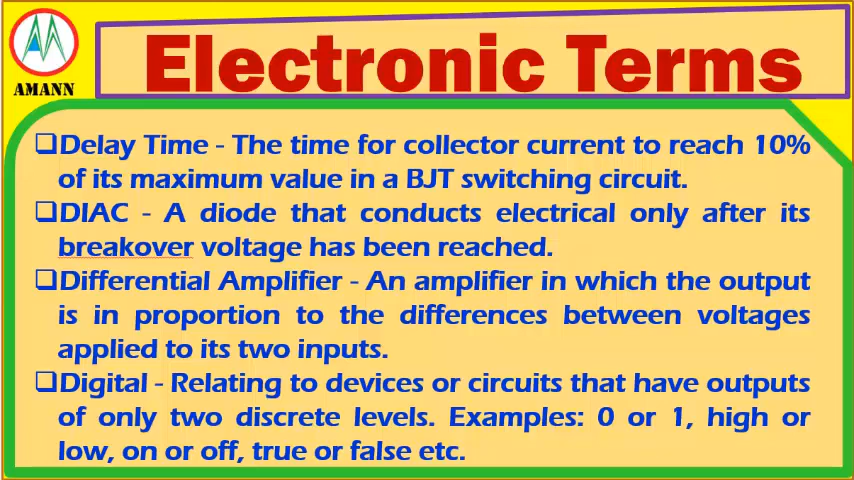 AMANN
Electronic Terms
❑Delay Time - The time for collector current to reach 10%
of its maximum value in a BJT switching circuit.
❑DIAC - A diode that conducts electrical only after its
breakover voltage has been reached.
❑Differential Amplifier - An amplifier in which the output
is in proportion to the differences between voltages
applied to its two inputs.
❑Digital - Relating to devices or circuits that have outputs
of only two discrete levels. Examples: 0 or 1, high or
low, on or off, true or false etc.